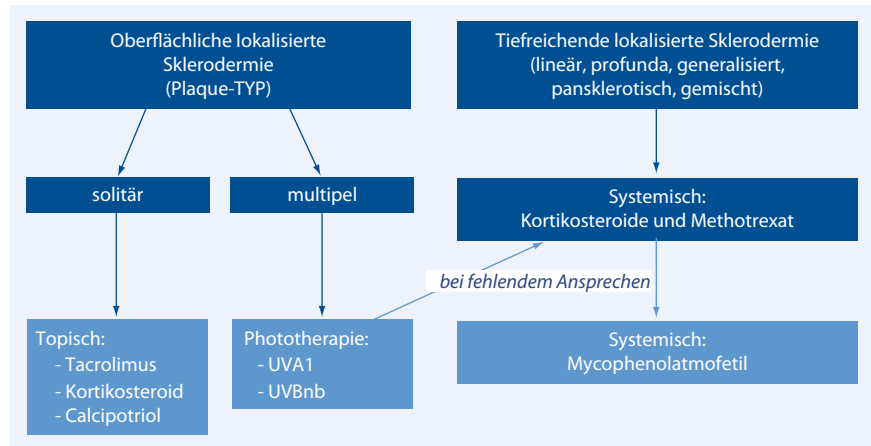 Oberflächliche lokalisierte
Sklerodermie
(Plaque-TYP)
Tiefreichende lokalisierte Sklerodermie
(lineär, profunda, generalisiert,
pansklerotisch, gemischt)
solitär
multipel
Systemisch:
Kortikosteroide und Methotrexat
bei fehlendem Ansprechen
Topisch:
- Tacrolimus
- Kortikosteroid
- Calcipotriol
Phototherapie:
- UVA1
- UVBnb
Systemisch:
Mycophenolatmofetil